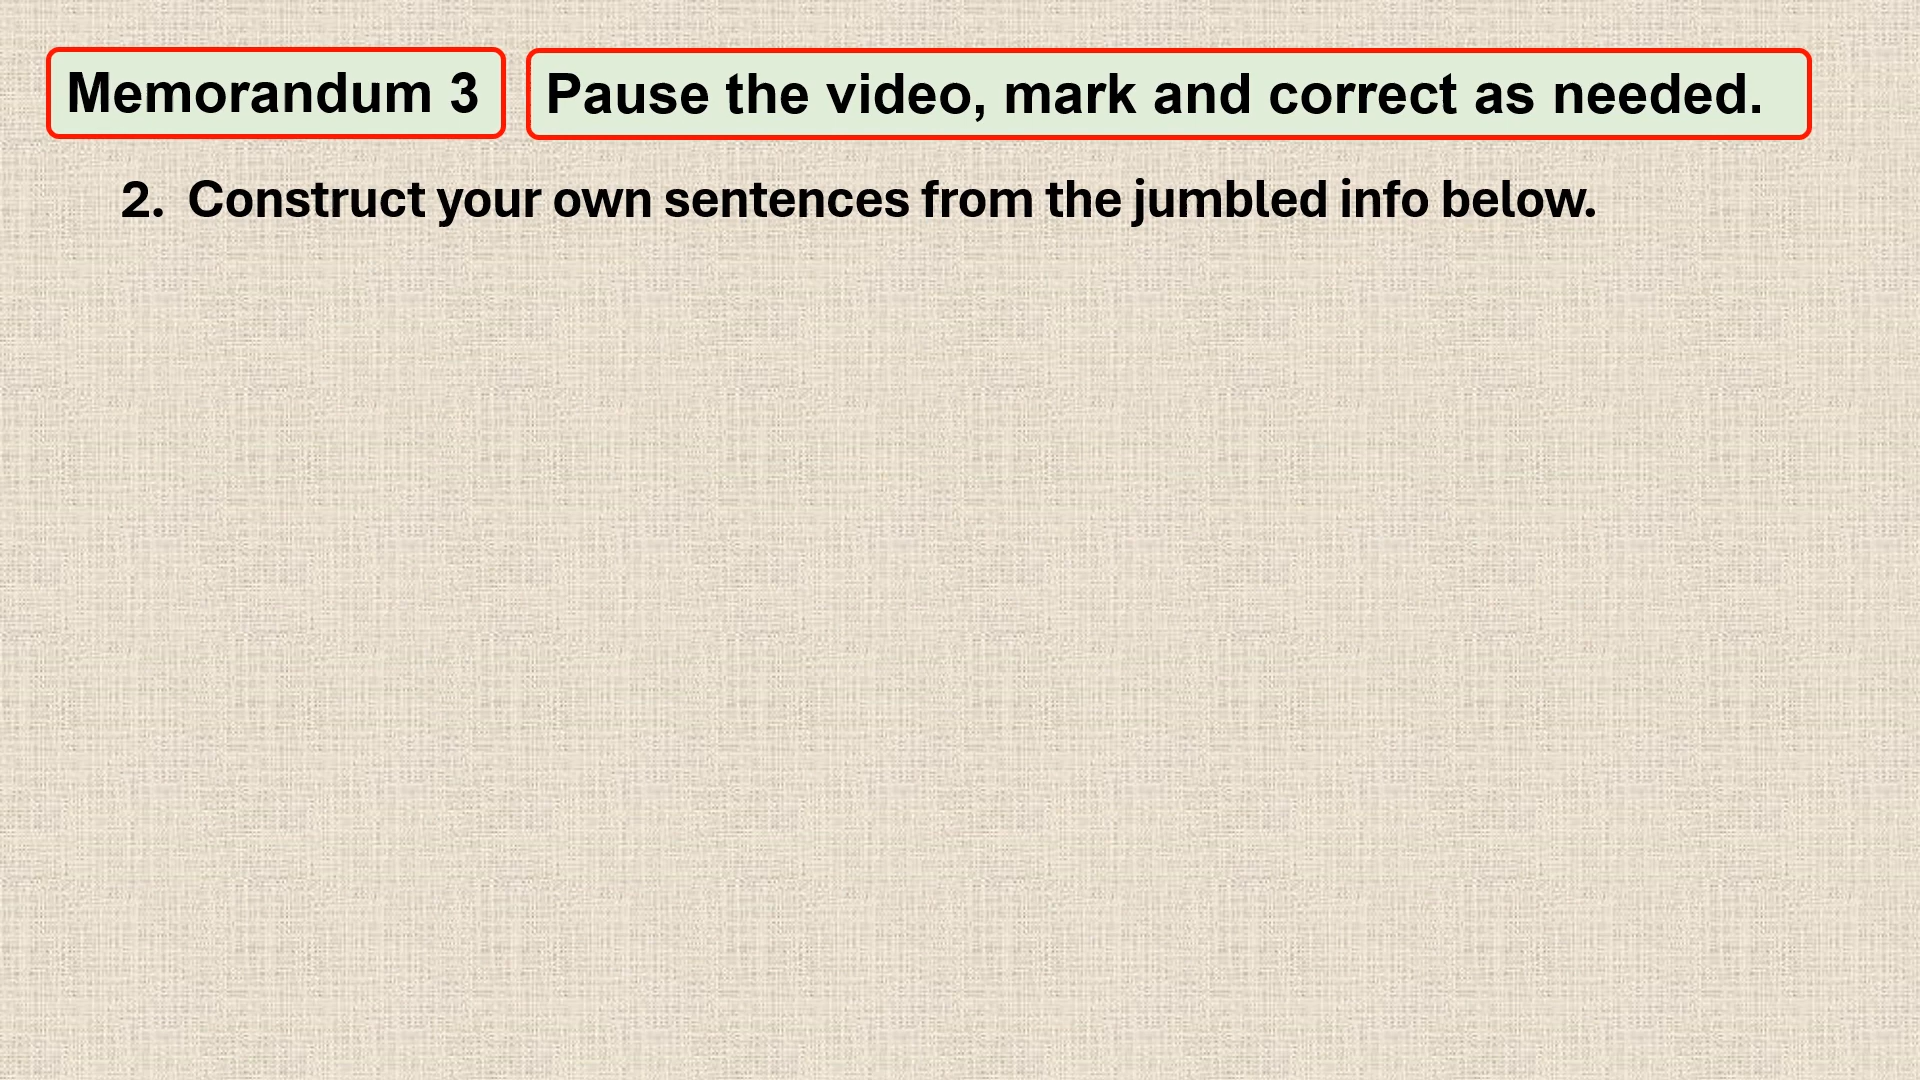 Memorandum 3
Pause the video, mark and correct as needed.
2. Construct your own sentences from the jumbled info below.